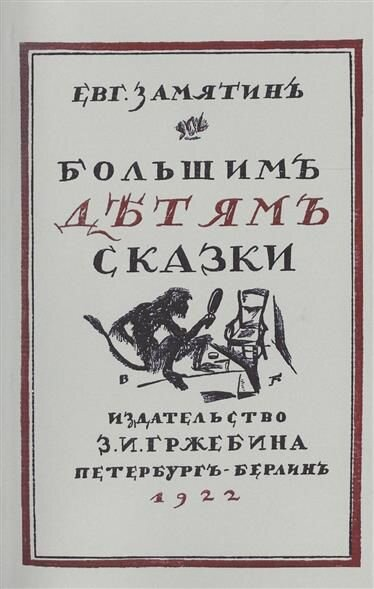 ЕВГ. ЗАМЯТИНЪ
БОЛЬШИМЪ
ДѢТЯМЪ
СКАЗКИ
В К
ИЗДАТЕЛЬСТВО
З. И. ГРЖЕБИНА
ПЕТЕРБУРГЪ-БЕРЛИНЪ
1922